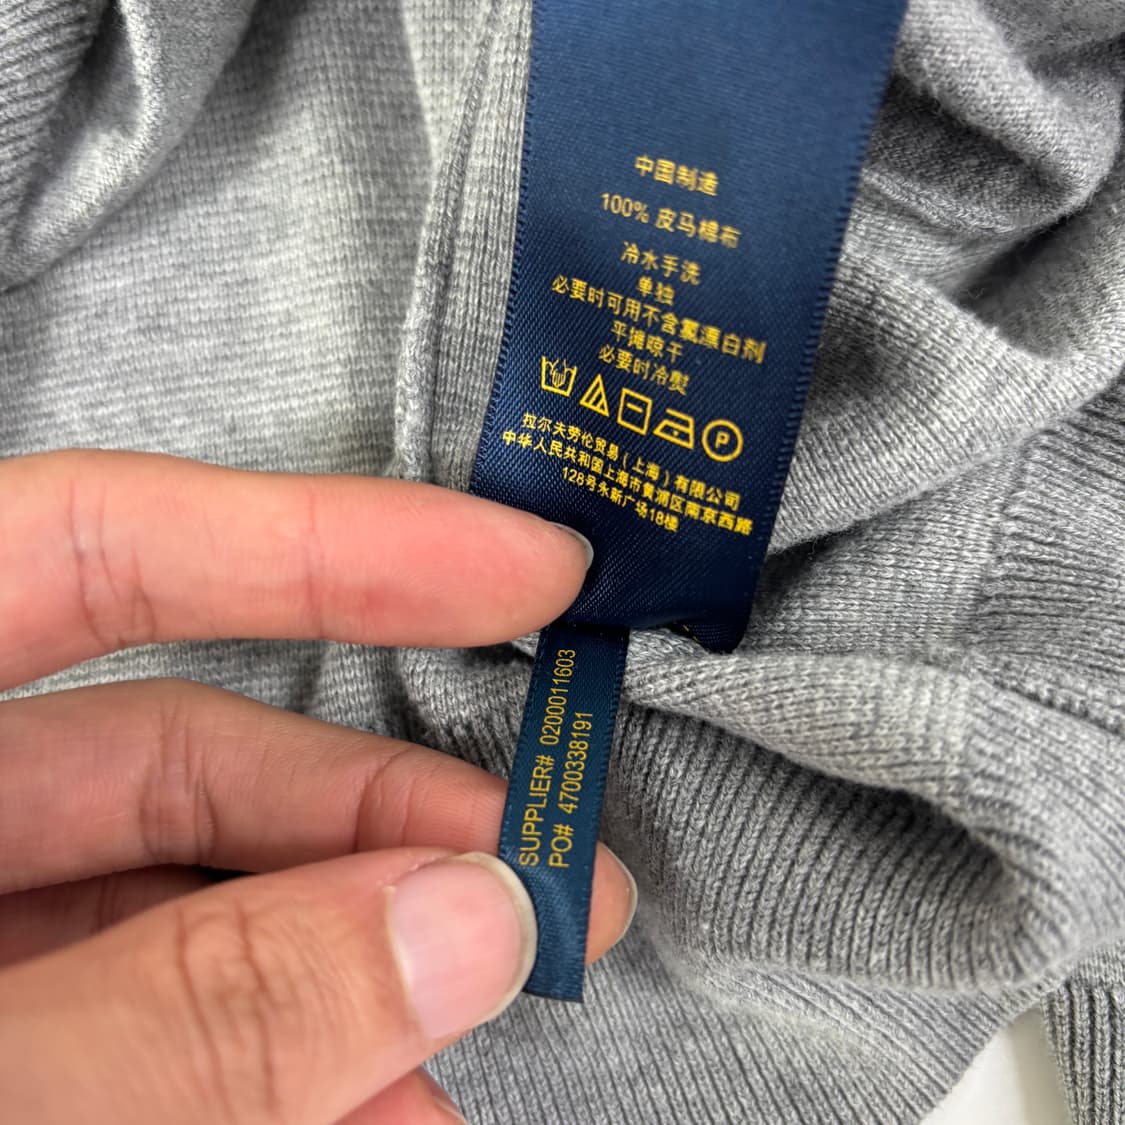 中国制造
100% 皮马棉布
冷水手洗
单独
必要时可用不含氯漂白剂
平摊晾干
必要时冷熨
P
拉尔夫劳伦贸易(上海)有限公司
中华人民共和国上海市黄浦区南京西路
128号永新广场18楼
SUPPLIER# 0200011603
PO# 4700338191